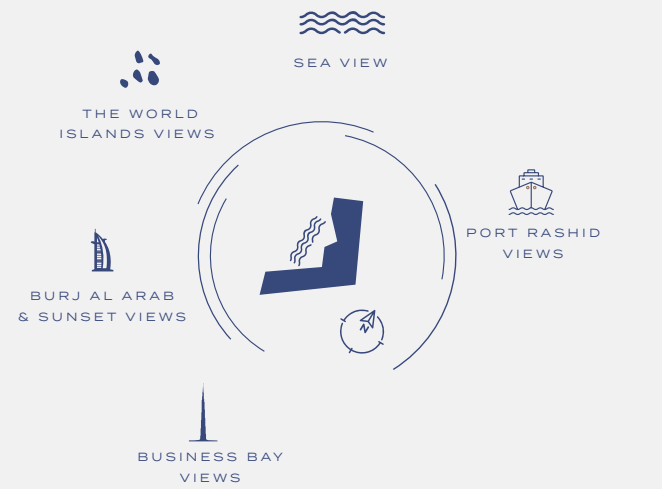 SEA VIEW
THE WORLD
ISLANDS VIEWS
PORT RASHID
VIEWS
BURJ AL ARAB
& SUNSET VIEWS
N
BUSINESS BAY
VIEWS